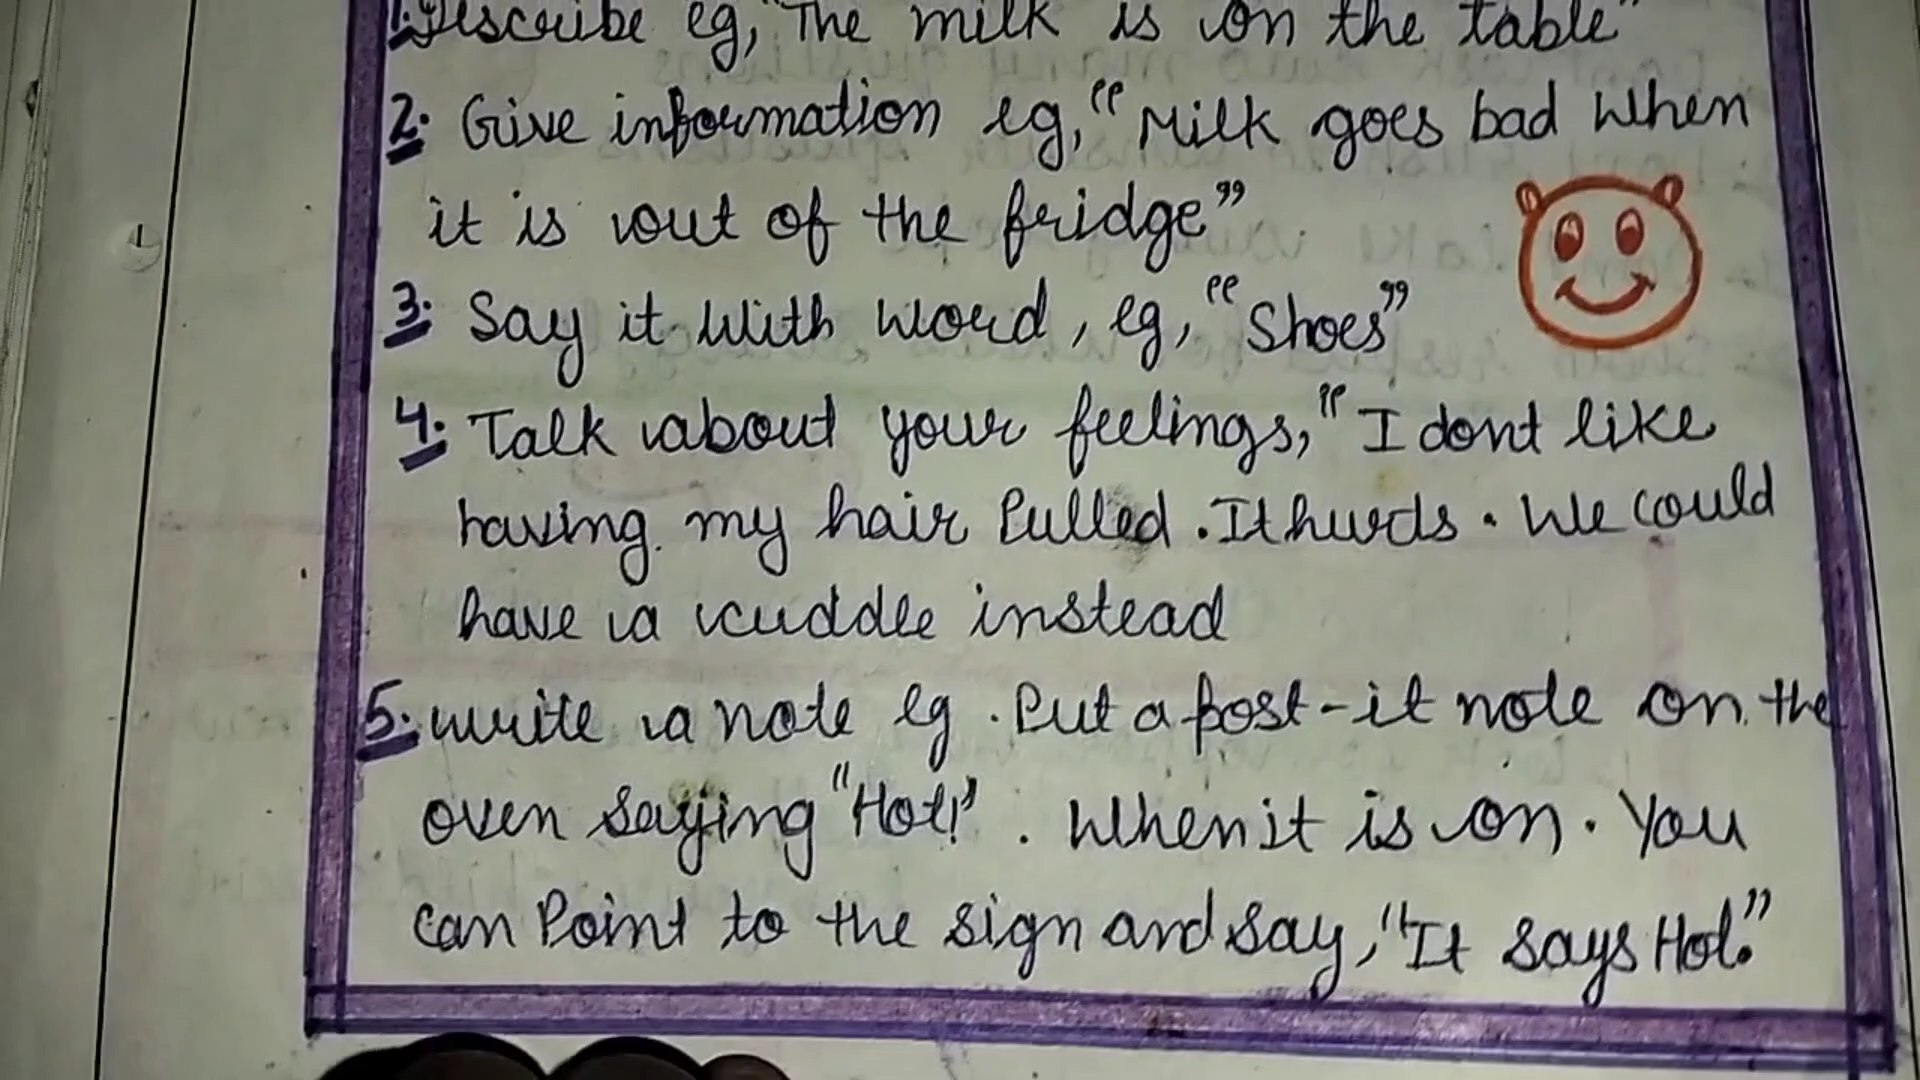 1. Describe eg, "The milk is on the table"
2. Give information eg, "Milk goes bad when
it is out of the fridge"
3. Say it with word, eg, "Shoes"
4. Talk about your feelings, "I dont like
having my hair Pulled. It hurds. We could
have a cuddle instead
5. write a note eg. Put a post-it note on the
oven saying "Hot!". When it is on. You
can Point to the sign and say, "It says Hot."